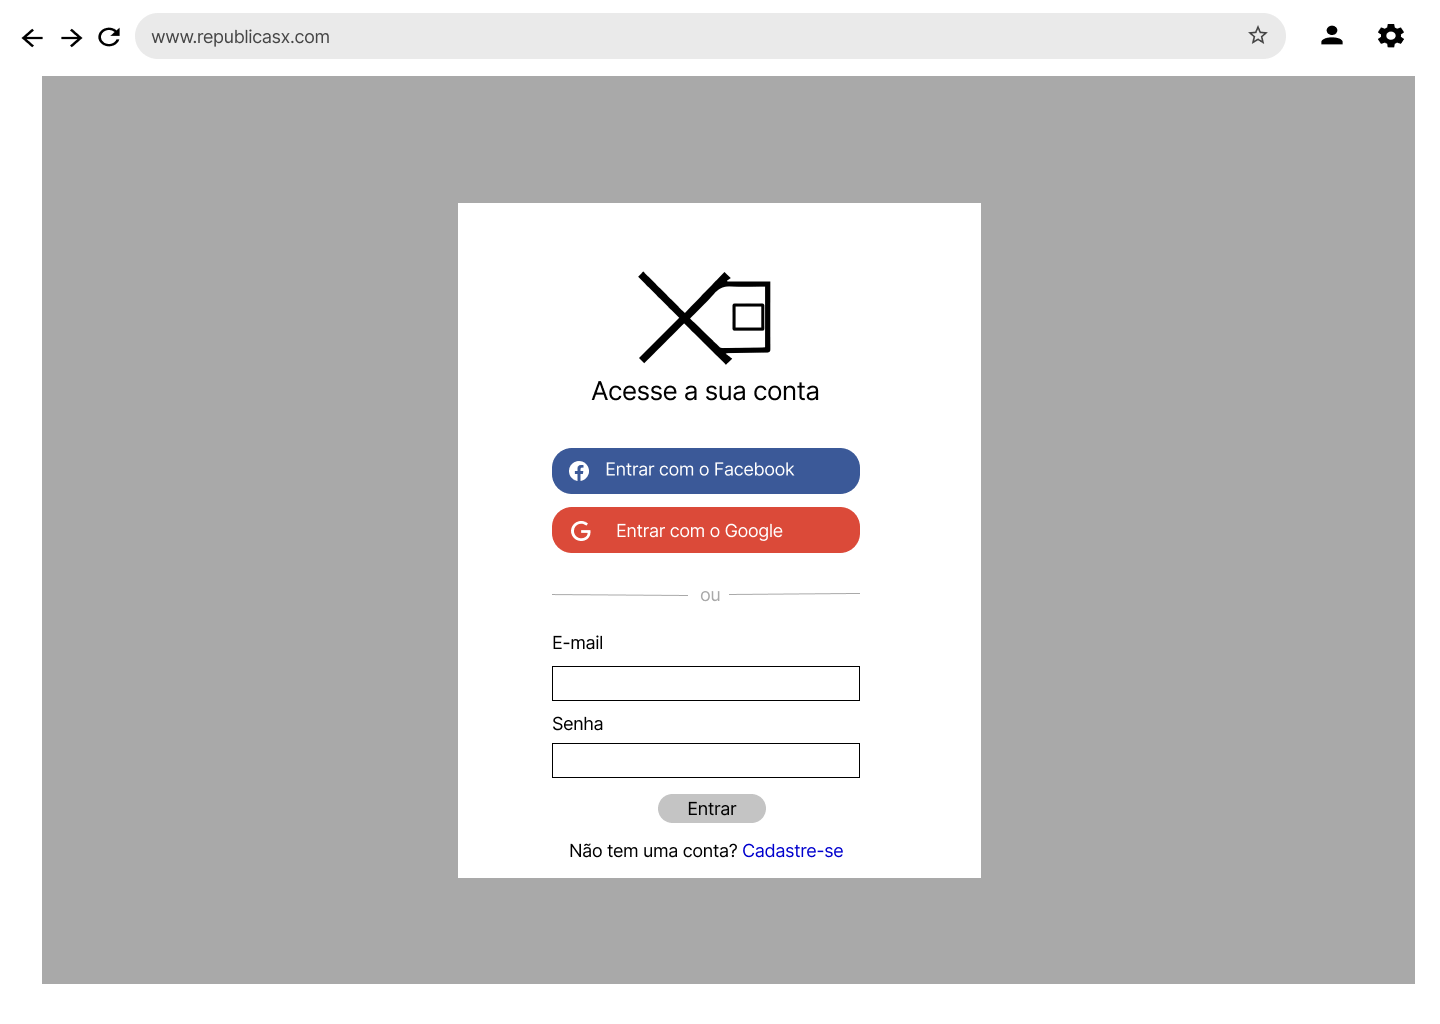 www.republicasx.com
Acesse a sua conta
Entrar com o Facebook
Entrar com o Google
ou
E-mail
Senha
Entrar
Não tem uma conta? Cadastre-se